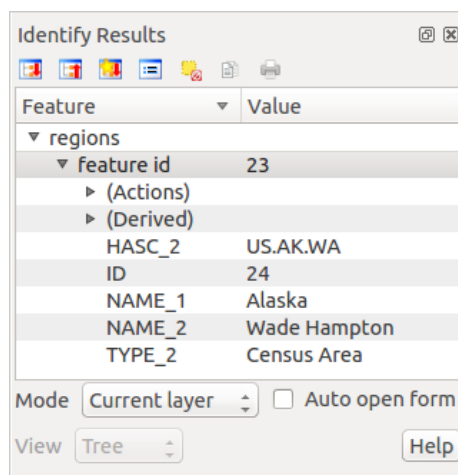 Identify Results
Feature Value
regions
feature id 23
(Actions)
(Derived)
HASC_2 US.AK.WA
ID 24
NAME_1 Alaska
NAME_2 Wade Hampton
TYPE_2 Census Area
Mode Current layer Auto open form
View Tree Help